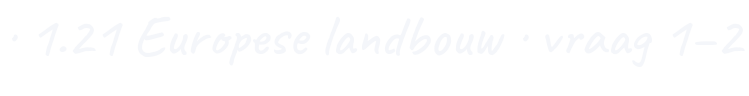 · 1.21 Europese landbouw · vraag 1–2